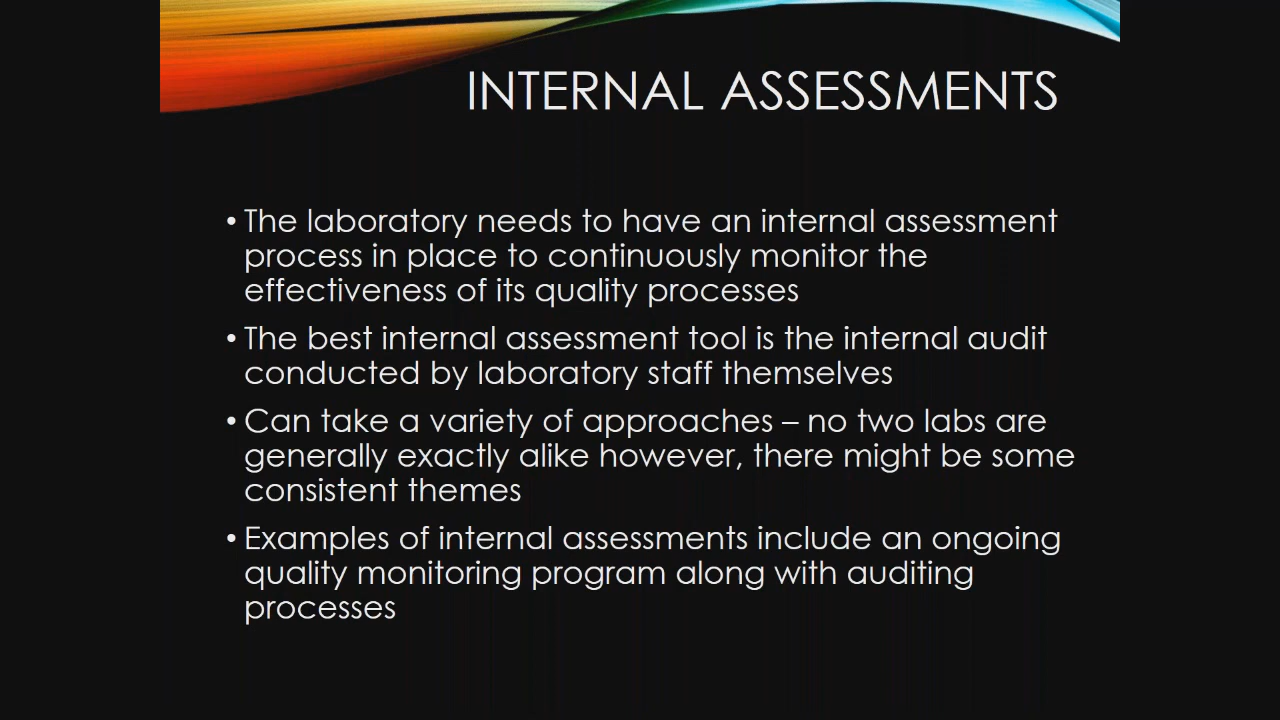 INTERNAL ASSESSMENTS
• The laboratory needs to have an internal assessment
process in place to continuously monitor the
effectiveness of its quality processes
• The best internal assessment tool is the internal audit
conducted by laboratory staff themselves
• Can take a variety of approaches – no two labs are
generally exactly alike however, there might be some
consistent themes
• Examples of internal assessments include an ongoing
quality monitoring program along with auditing
processes